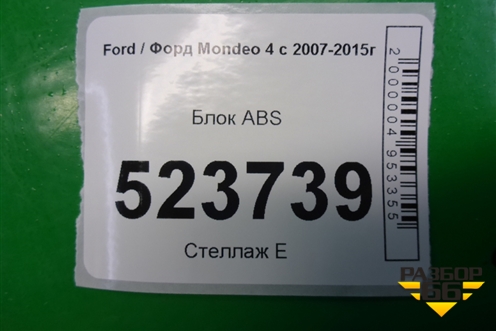 Ford / Форд Mondeo 4 с 2007-2015г
Блок ABS
523739
Стеллаж Е
2000004953355
РАЗБОР
66